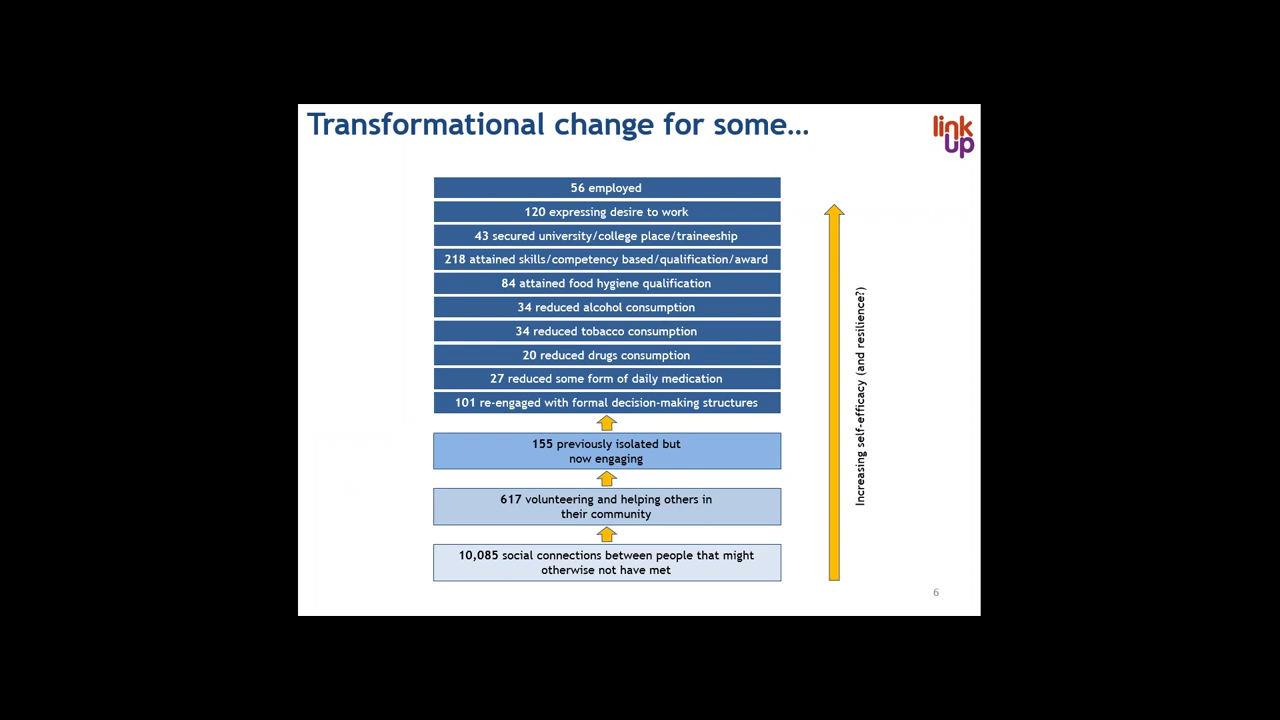 Transformational change for some...
link
up
56 employed
120 expressing desire to work
43 secured university/college place/traineeship
218 attained skills/competency based/qualification/award
84 attained food hygiene qualification
34 reduced alcohol consumption
34 reduced tobacco consumption
20 reduced drugs consumption
27 reduced some form of daily medication
101 re-engaged with formal decision-making structures
155 previously isolated but
now engaging
617 volunteering and helping others in
their community
10,085 social connections between people that might
otherwise not have met
Increasing self-efficacy (and resilience?)
6